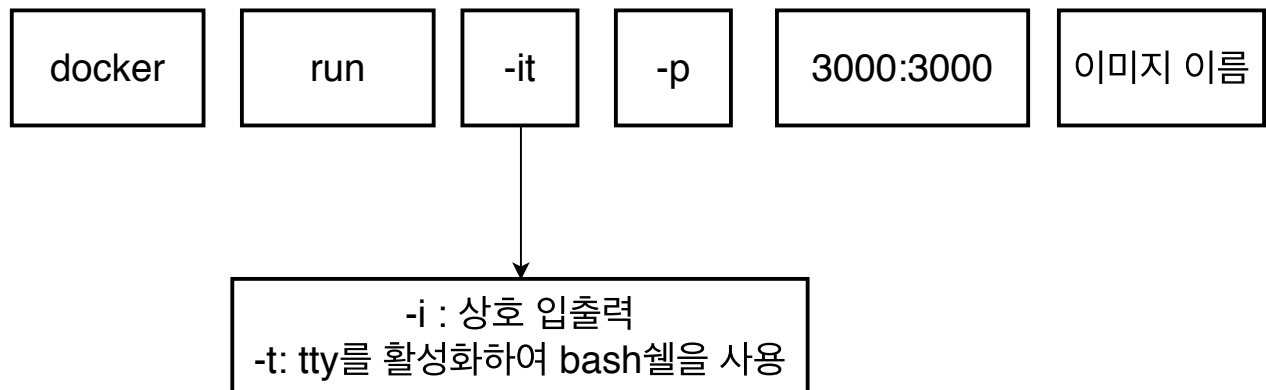 docker run -it -p 3000:3000 이미지 이름
-i : 상호 입출력
-t: tty를 활성화하여 bash쉘을 사용